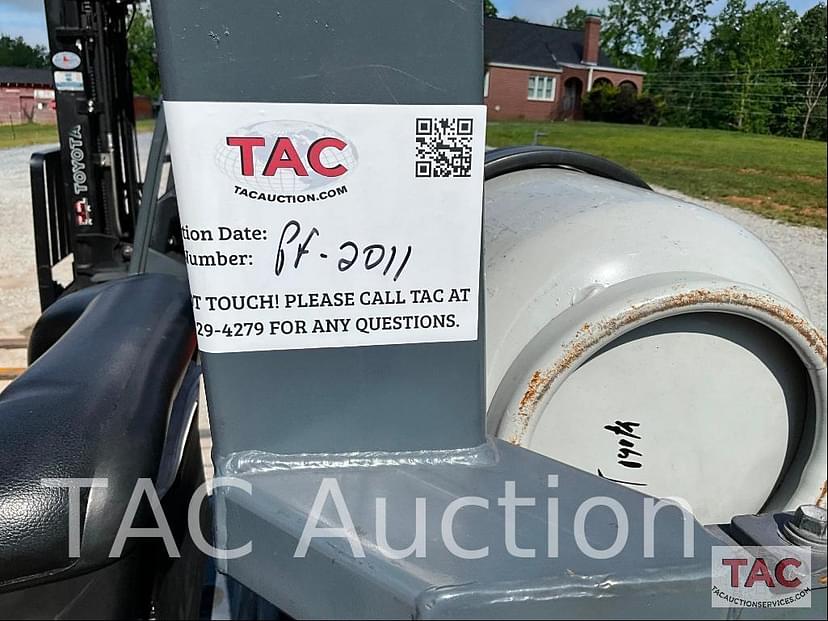 TAC
TACAUCTION.COM
tion Date:
Number: Pf-2011
T TOUCH! PLEASE CALL TAC AT
29-4279 FOR ANY QUESTIONS.
TOYOTA
TAC Auction
TAC
TACAUCTIONSERVICES.COM